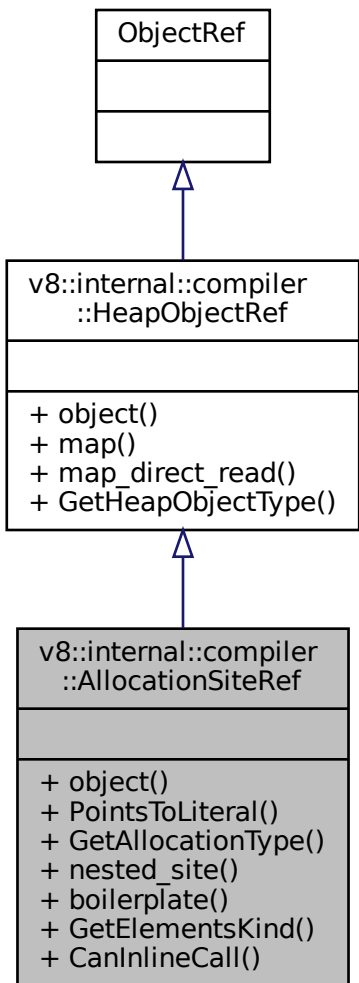 ObjectRef
v8::internal::compiler
::HeapObjectRef
+ object()
+ map()
+ map_direct_read()
+ GetHeapObjectType()
v8::internal::compiler
::AllocationSiteRef
+ object()
+ PointsToLiteral()
+ GetAllocationType()
+ nested_site()
+ boilerplate()
+ GetElementsKind()
+ CanInlineCall()